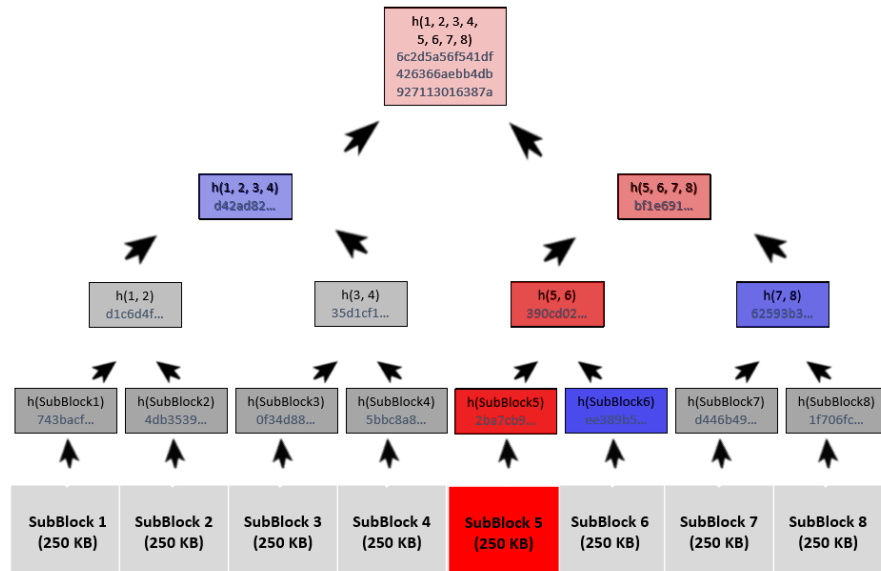 h(1, 2, 3, 4,
5, 6, 7, 8)
6c2d5a56f541df
426366aebb4db
927113016387a
h(1, 2, 3, 4)
d42ad82...
h(5, 6, 7, 8)
bf1e691...
h(1, 2)
d1c6d4f...
h(3, 4)
35d1cf1...
h(5, 6)
390cd02...
h(7, 8)
62593b3...
h(SubBlock1)
743bacf...
h(SubBlock2)
4db3539...
h(SubBlock3)
0f34d88...
h(SubBlock4)
5bbc8a8...
h(SubBlock5)
2ba7cb9...
h(SubBlock6)
ee389b5...
h(SubBlock7)
d446b49...
h(SubBlock8)
1f706fc...
SubBlock 1
(250 KB)
SubBlock 2
(250 KB)
SubBlock 3
(250 KB)
SubBlock 4
(250 KB)
SubBlock 5
(250 KB)
SubBlock 6
(250 KB)
SubBlock 7
(250 KB)
SubBlock 8
(250 KB)